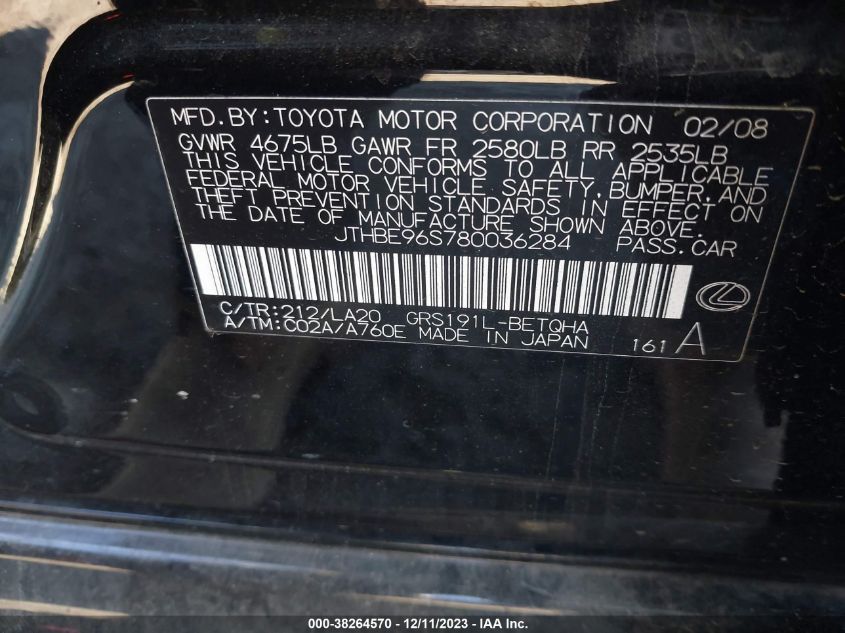 MFD.BY:TOYOTA MOTOR CORPORATION 02/08
GVWR 4675LB GAWR FR 2580LB RR 2535LB
THIS VEHICLE CONFORMS TO ALL APPLICABLE
FEDERAL MOTOR VEHICLE SAFETY,BUMPER,AND
THEFT PREVENTION STANDARDS IN EFFECT ON
THE DATE OF MANUFACTURE SHOWN ABOVE.
JTHBE96S780036284 PASS.CAR
C/TR:212/LA20 GRS191L-BETQHA
A/TM:C02A/A760E MADE IN JAPAN 161 A
000-38264570 - 12/11/2023 - IAA Inc.